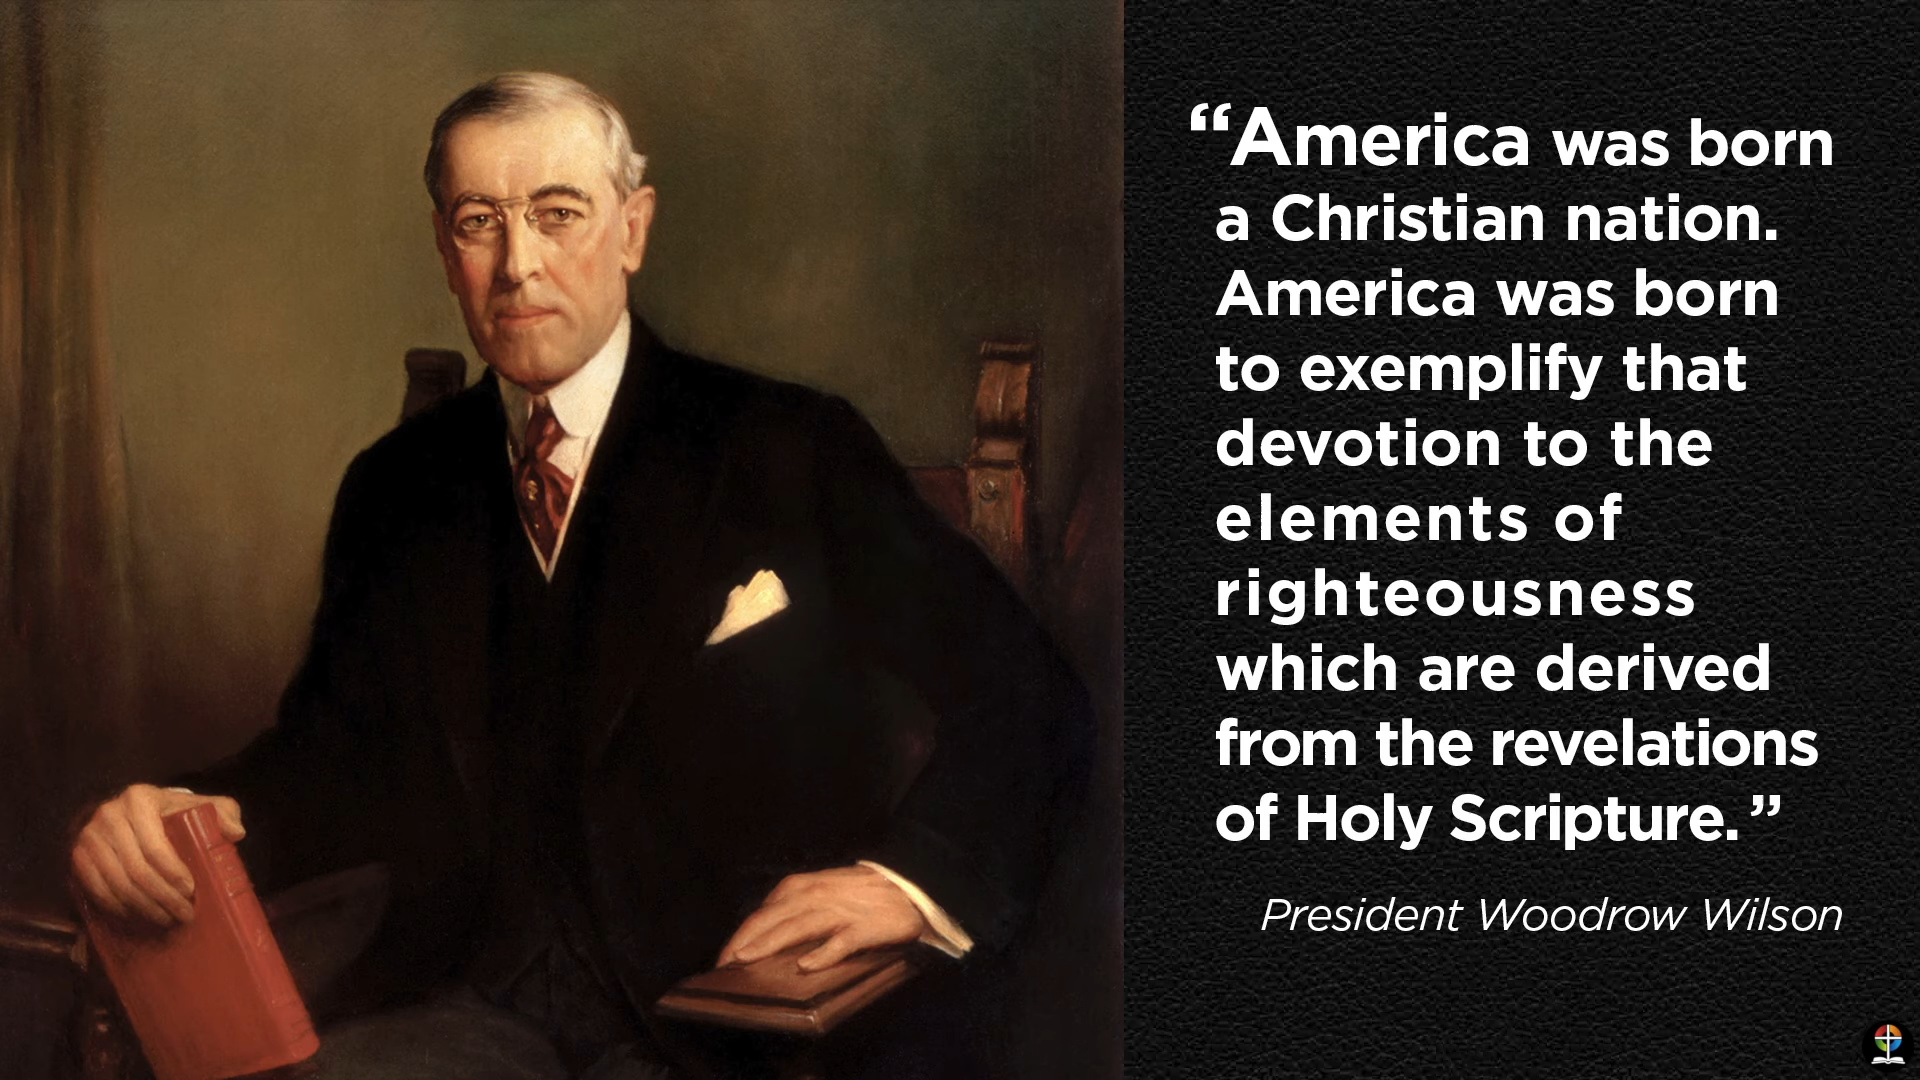 “America was born
a Christian nation.
America was born
to exemplify that
devotion to the
elements of
righteousness
which are derived
from the revelations
of Holy Scripture.”
President Woodrow Wilson